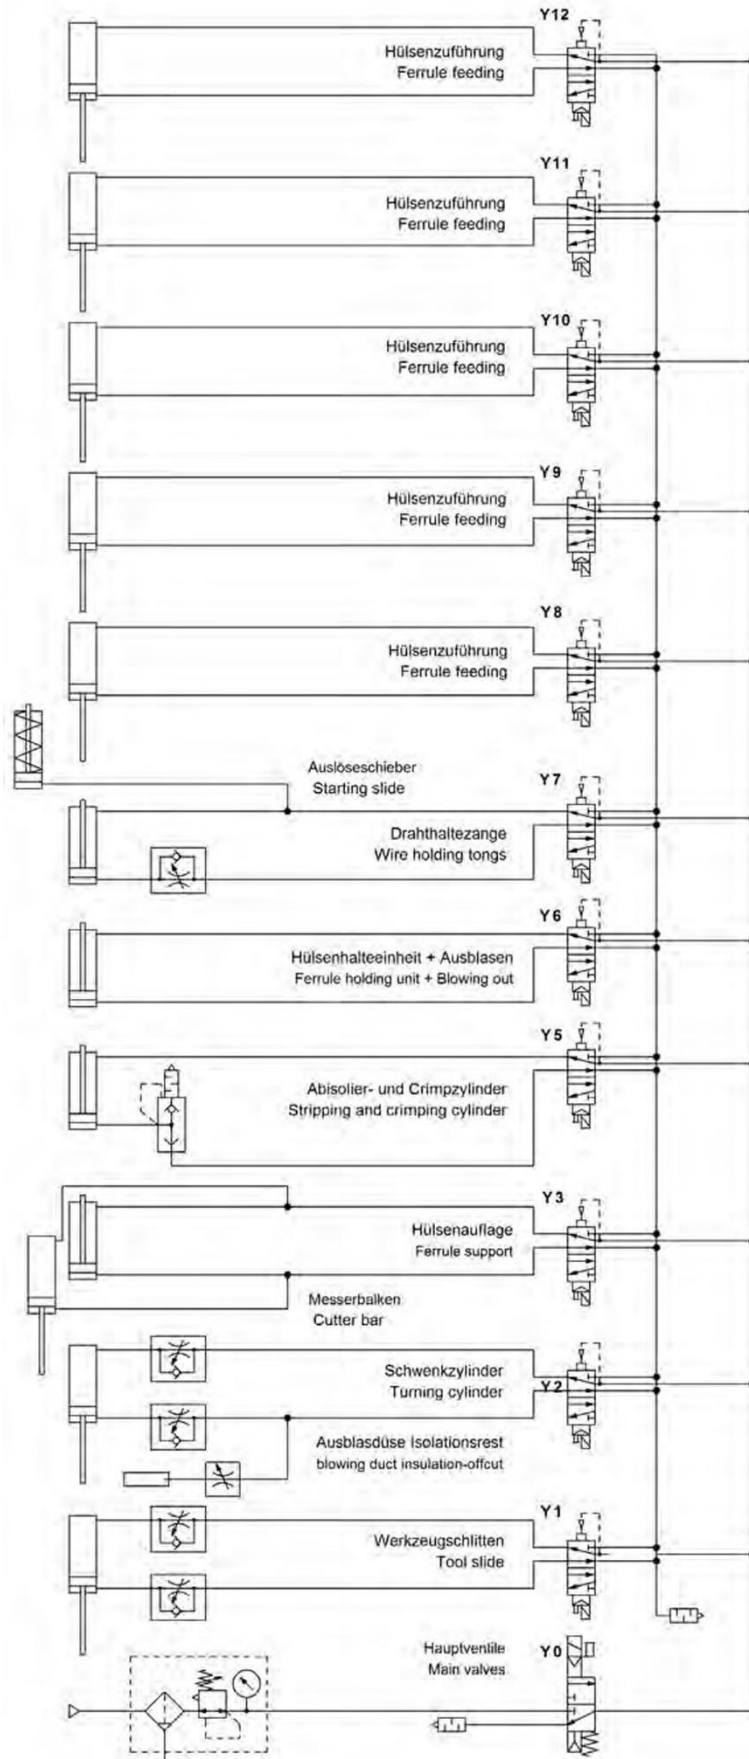 Y12
Hülsenzuführung
Ferrule feeding
Y11
Hülsenzuführung
Ferrule feeding
Y10
Hülsenzuführung
Ferrule feeding
Y9
Hülsenzuführung
Ferrule feeding
Y8
Hülsenzuführung
Ferrule feeding
Auslöseschieber
Starting slide
Y7
Drahthaltezange
Wire holding tongs
Y6
Hülsenhalteeinheit + Ausblasen
Ferrule holding unit + Blowing out
Y5
Abisolier- und Crimpzylinder
Stripping and crimping cylinder
Y3
Hülsenauflage
Ferrule support
Messerbalken
Cutter bar
Schwenkzylinder
Turning cylinder
Y2
Ausblasdüse Isolationsrest
blowing duct insulation-offcut
Y1
Werkzeugschlitten
Tool slide
Hauptventile
Main valves
Y0